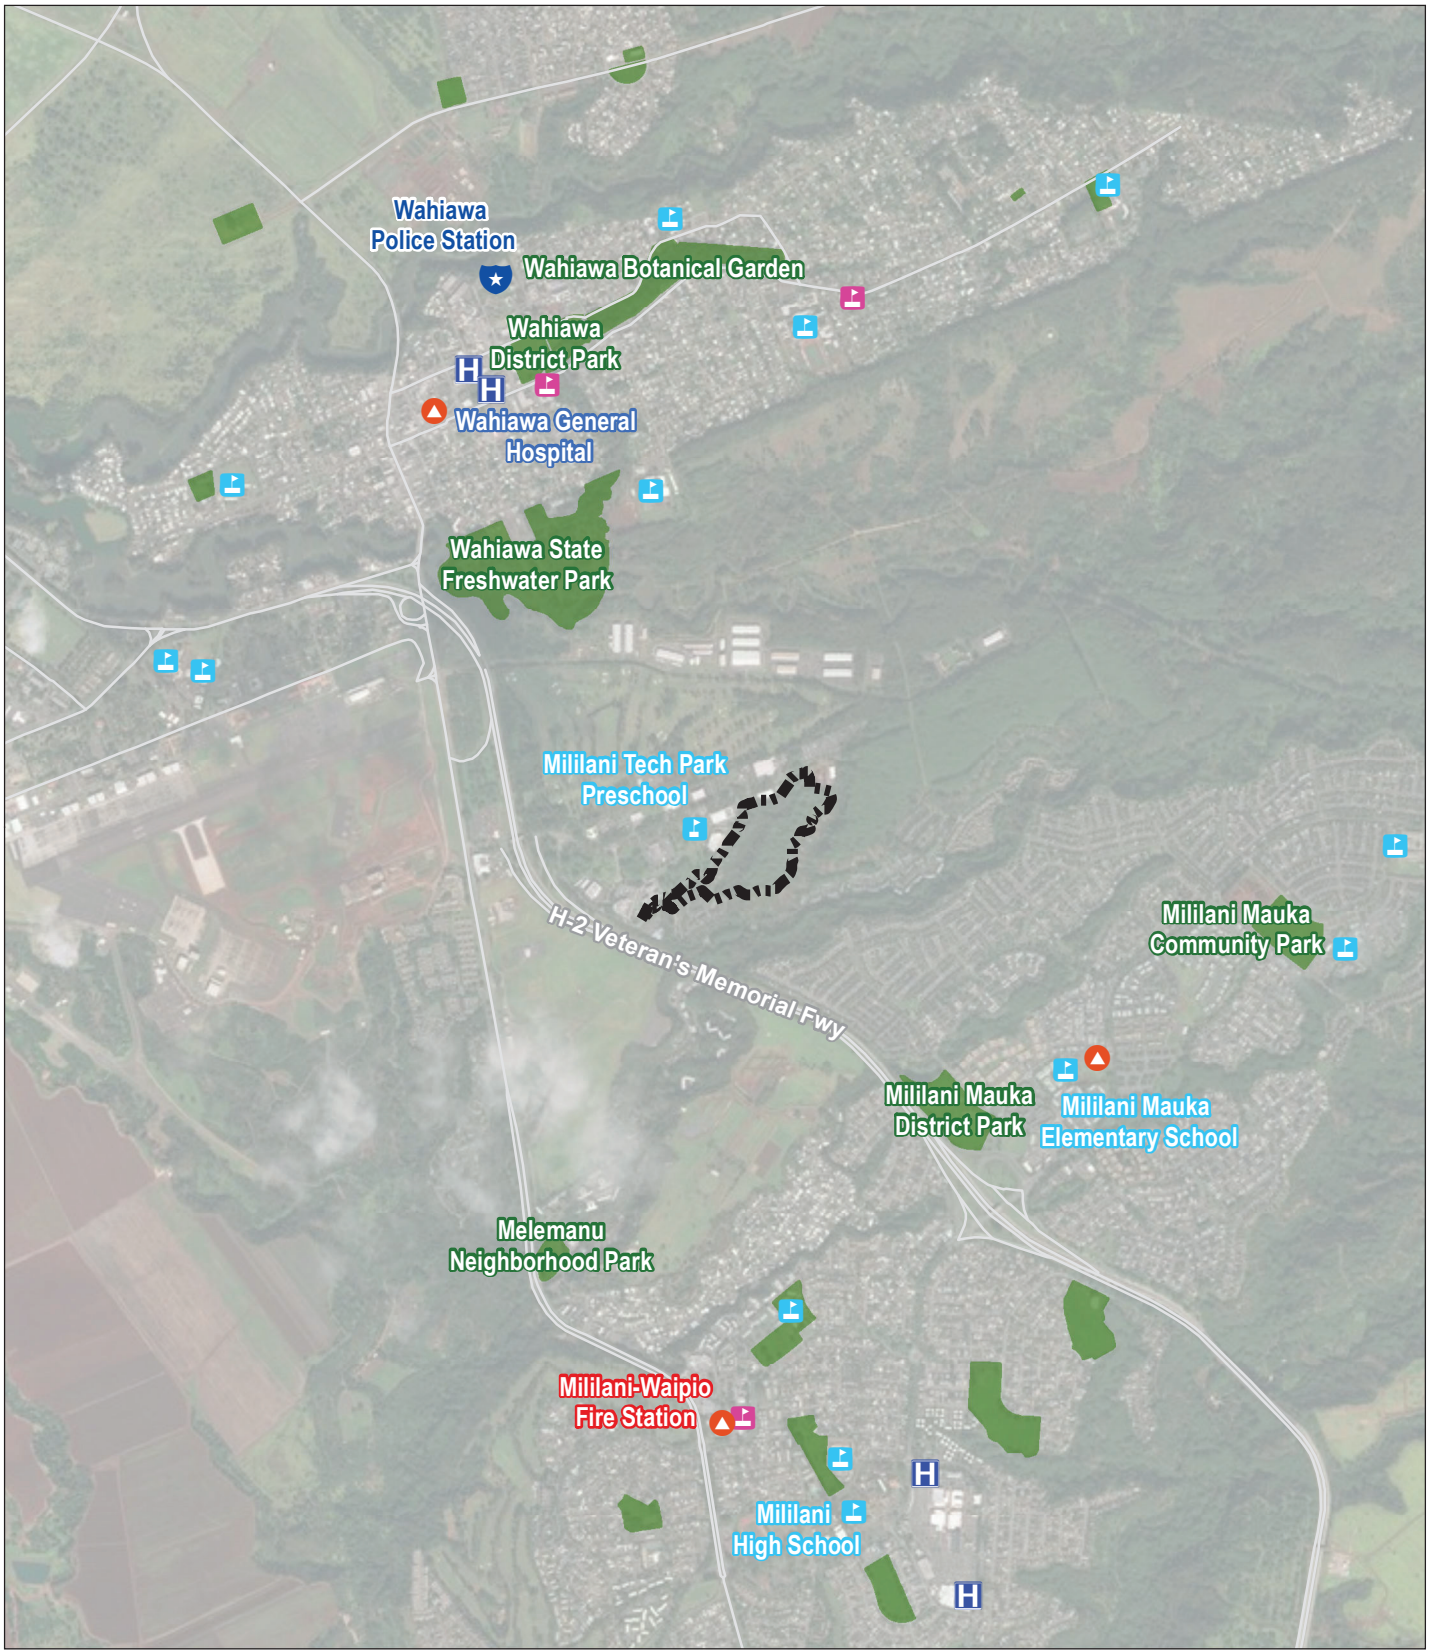 Wahiawa
Police Station
Wahiawa Botanical Garden
Wahiawa
District Park
H
H
Wahiawa General
Hospital
Wahiawa State
Freshwater Park
Mililani Tech Park
Preschool
H-2 Veteran's Memorial Fwy
Mililani Mauka
Community Park
Mililani Mauka
District Park
Mililani Mauka
Elementary School
Melemanu
Neighborhood Park
Mililani-Waipio
Fire Station
H
Mililani
High School
H